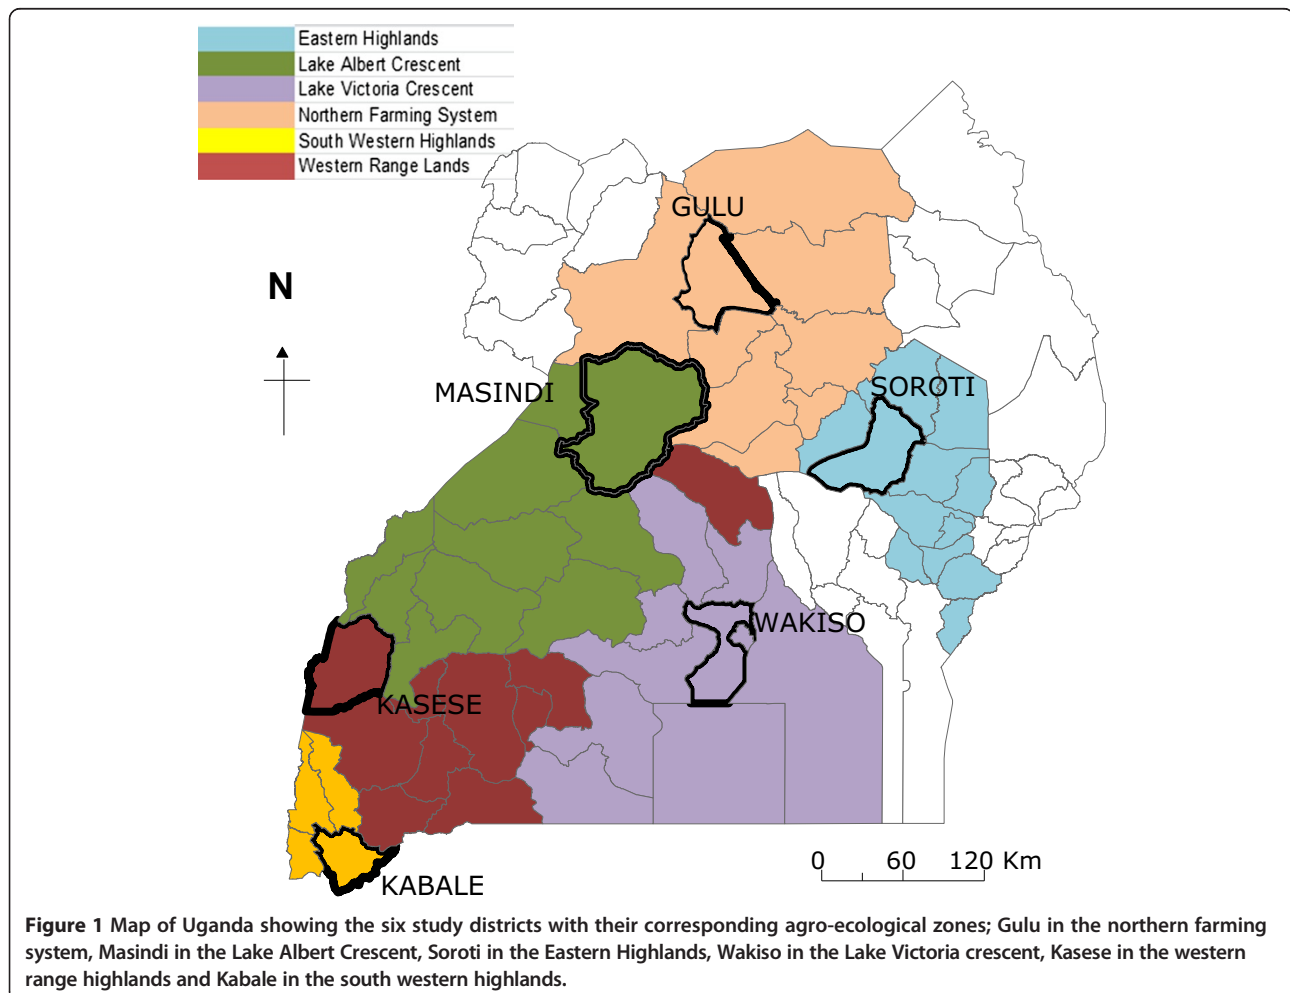 Eastern Highlands
Lake Albert Crescent
Lake Victoria Crescent
Northern Farming System
South Western Highlands
Western Range Lands
GULU
N
MASINDI
SOROTI
WAKISO
KASESE
KABALE
0 60 120 Km
Figure 1 Map of Uganda showing the six study districts with their corresponding agro-ecological zones; Gulu in the northern farming
system, Masindi in the Lake Albert Crescent, Soroti in the Eastern Highlands, Wakiso in the Lake Victoria crescent, Kasese in the western
range highlands and Kabale in the south western highlands.